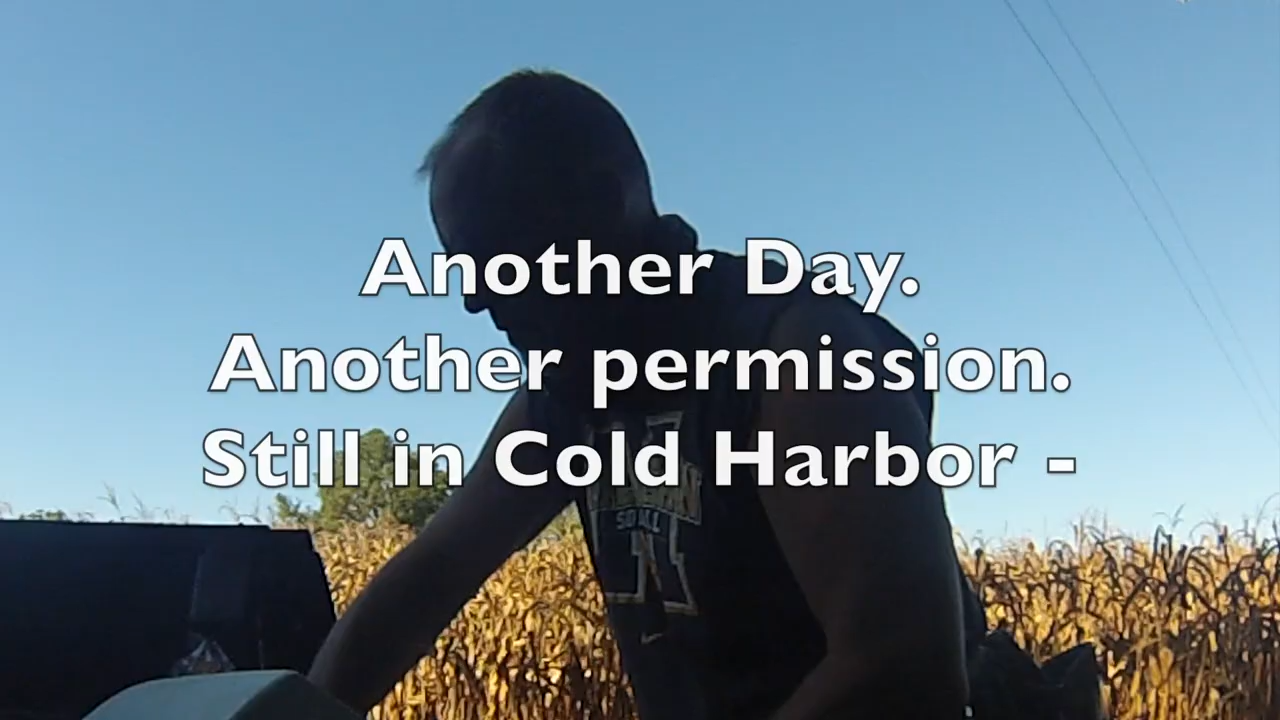 Another Day.
Another permission.
Still in Cold Harbor -